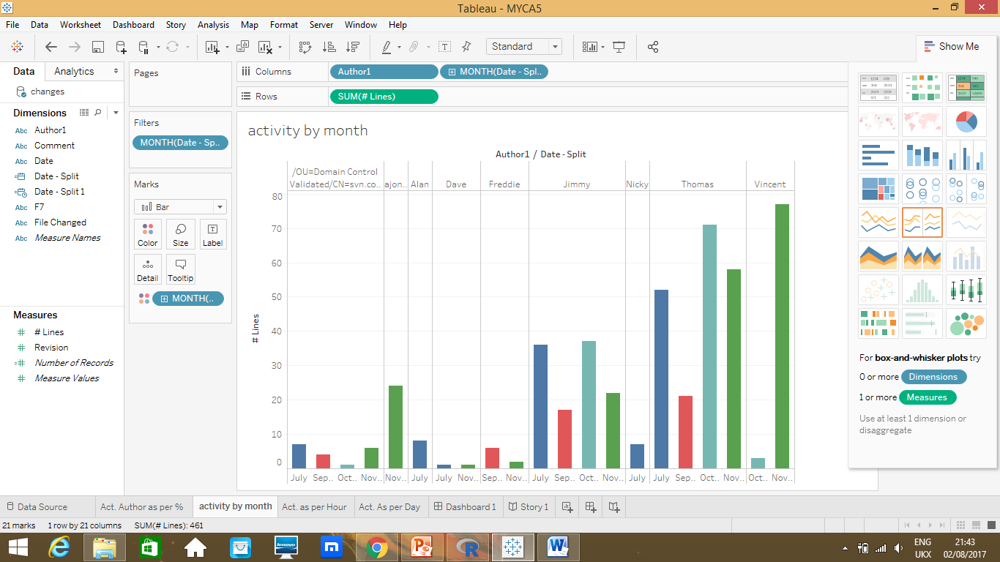 Tableau - MYCA5
File Data Worksheet Dashboard Story Analysis Map Format Server Window Help
Standard
Show Me
Data Analytics
changes
Dimensions
Abc Author1
Abc Comment
Abc Date
Date - Split
Date - Split 1
Abc F7
Abc File Changed
Abc Measure Names
Measures
# # Lines
# Revision
=# Number of Records
# Measure Values
Pages
Filters
MONTH(Date - Sp..
Marks
Bar
Color Size Label
Detail Tooltip
MONTH(..
Columns Author1 MONTH(Date - Spl..
Rows SUM(# Lines)
activity by month
Author1 / Date - Split
/OU=Domain Control
Validated/CN=svn.co.. ajon.. Alan Dave Freddie Jimmy Nicky Thomas Vincent
80
70
60
50
40
30
20
10
0
# Lines
July Sep.. Oct.. Nov.. Nov.. July July Nov.. Sep.. Nov.. July Sep.. Oct.. Nov.. July July Sep.. Oct.. Nov.. Oct.. Nov..
For box-and-whisker plots try
0 or more Dimensions
1 or more Measures
Use at least 1 dimension or
disaggregate
Data Source Act. Author as per % activity by month Act. as per Hour Act. As per Day Dashboard 1 Story 1
21 marks 1 row by 21 columns SUM(# Lines): 461
lenovo
ENG 21:43
UKX 02/08/2017